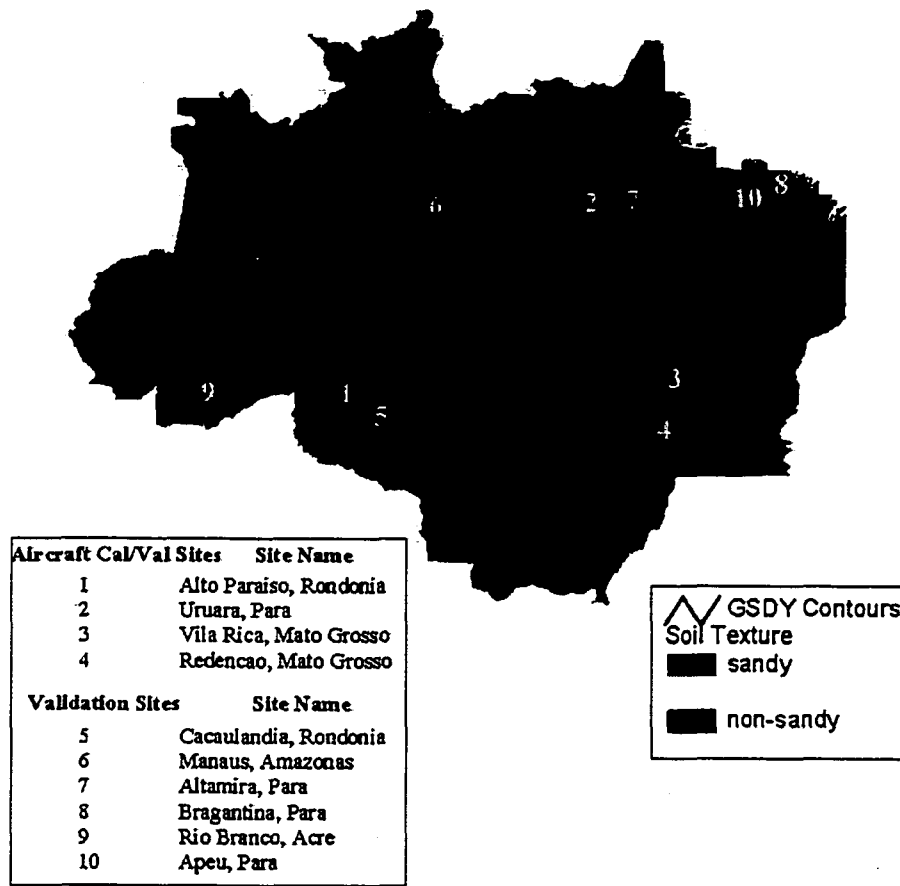 8
6
2
7
10
3
9
1
5
4
Aircraft Cal/Val Sites Site Name
1 Alto Paraiso, Rondonia
2 Uruara, Para
3 Vila Rica, Mato Grosso
4 Redencao, Mato Grosso
Validation Sites Site Name
5 Cacaulandia, Rondonia
6 Manaus, Amazonas
7 Altamira, Para
8 Bragantina, Para
9 Rio Branco, Acre
10 Apeu, Para
GSDY Contours
Soil Texture
sandy
non-sandy